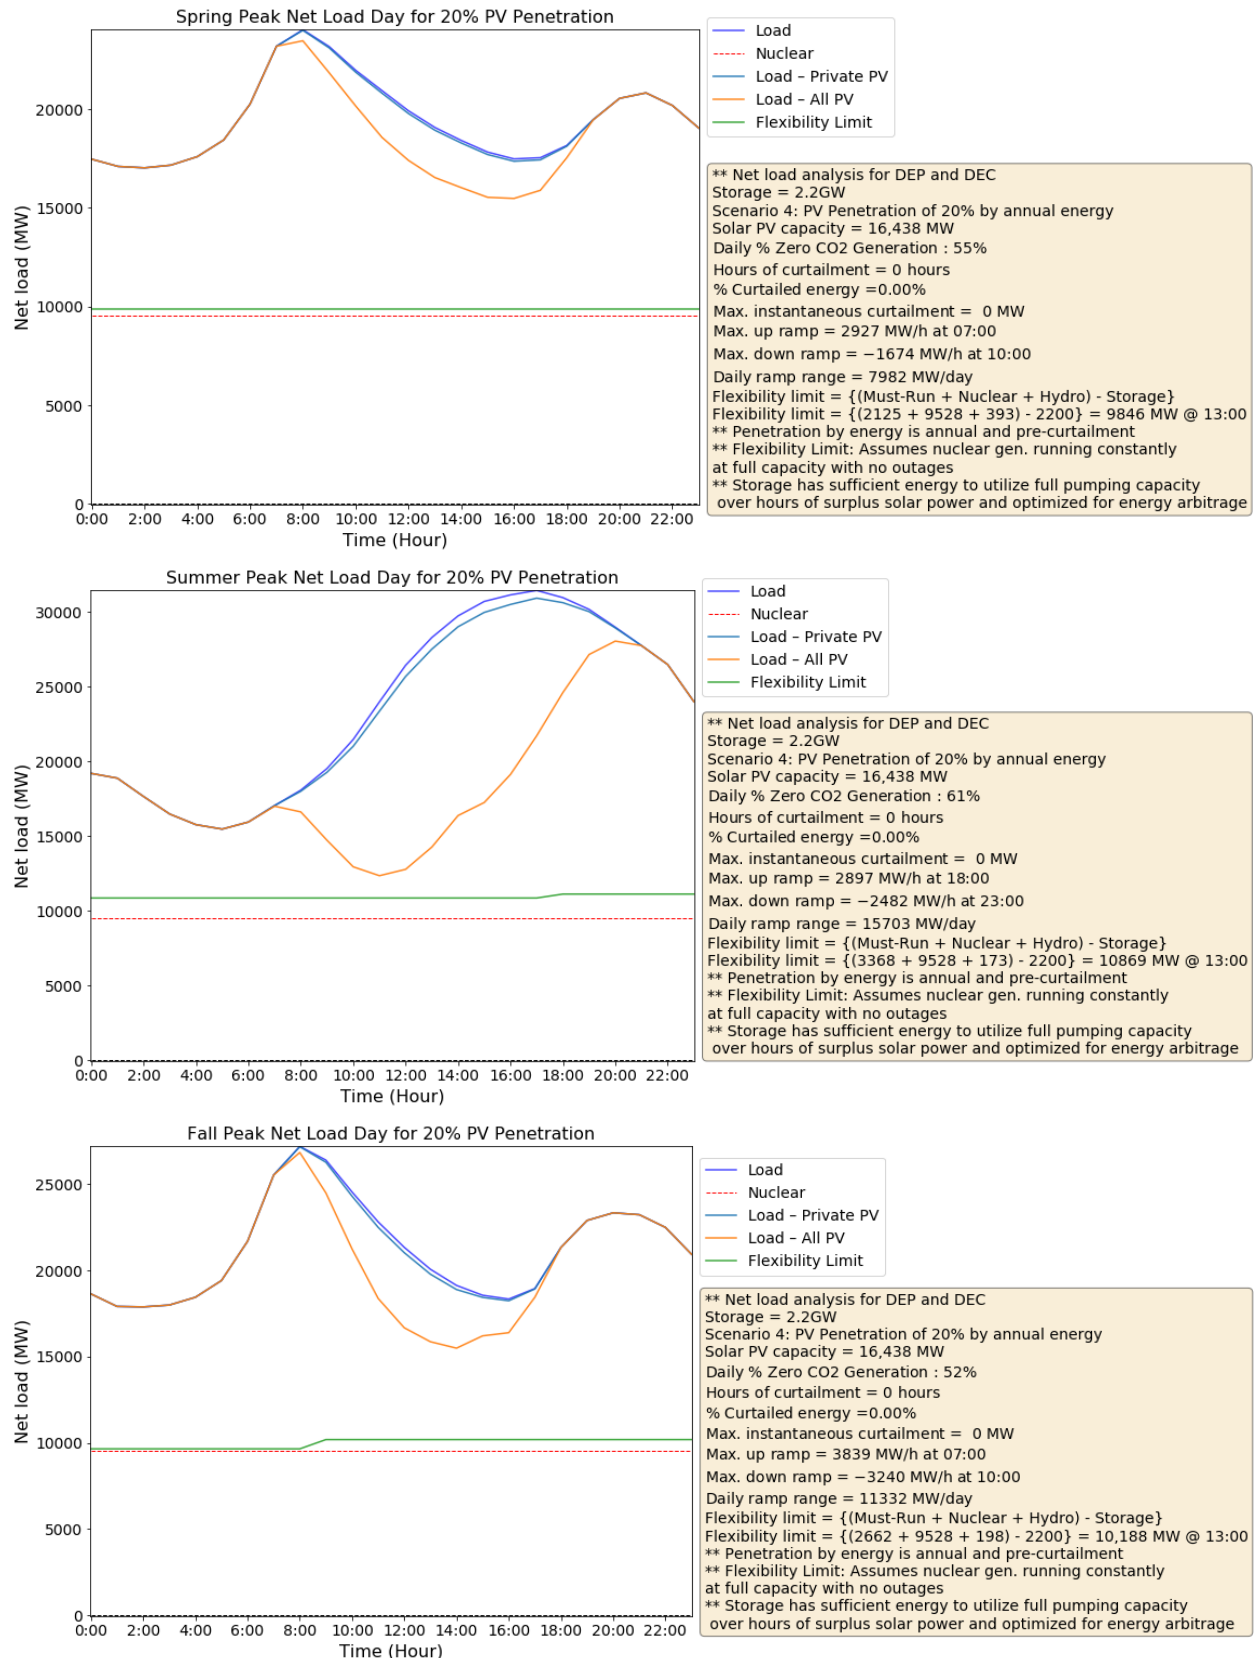 Spring Peak Net Load Day for 20% PV Penetration
Net load (MW)
20000
15000
10000
5000
0
0:00 2:00 4:00 6:00 8:00 10:00 12:00 14:00 16:00 18:00 20:00 22:00
Time (Hour)
Load
Nuclear
Load – Private PV
Load – All PV
Flexibility Limit
** Net load analysis for DEP and DEC
Storage = 2.2GW
Scenario 4: PV Penetration of 20% by annual energy
Solar PV capacity = 16,438 MW
Daily % Zero CO2 Generation : 55%
Hours of curtailment = 0 hours
% Curtailed energy =0.00%
Max. instantaneous curtailment =  0 MW
Max. up ramp = 2927 MW/h at 07:00
Max. down ramp = −1674 MW/h at 10:00
Daily ramp range = 7982 MW/day
Flexibility limit = {(Must-Run + Nuclear + Hydro) - Storage}
Flexibility limit = {(2125 + 9528 + 393) - 2200} = 9846 MW @ 13:00
** Penetration by energy is annual and pre-curtailment
** Flexibility Limit: Assumes nuclear gen. running constantly
at full capacity with no outages
** Storage has sufficient energy to utilize full pumping capacity
over hours of surplus solar power and optimized for energy arbitrage
Summer Peak Net Load Day for 20% PV Penetration
Net load (MW)
30000
25000
20000
15000
10000
5000
0
0:00 2:00 4:00 6:00 8:00 10:00 12:00 14:00 16:00 18:00 20:00 22:00
Time (Hour)
Load
Nuclear
Load – Private PV
Load – All PV
Flexibility Limit
** Net load analysis for DEP and DEC
Storage = 2.2GW
Scenario 4: PV Penetration of 20% by annual energy
Solar PV capacity = 16,438 MW
Daily % Zero CO2 Generation : 61%
Hours of curtailment = 0 hours
% Curtailed energy =0.00%
Max. instantaneous curtailment =  0 MW
Max. up ramp = 2897 MW/h at 18:00
Max. down ramp = −2482 MW/h at 23:00
Daily ramp range = 15703 MW/day
Flexibility limit = {(Must-Run + Nuclear + Hydro) - Storage}
Flexibility limit = {(3368 + 9528 + 173) - 2200} = 10869 MW @ 13:00
** Penetration by energy is annual and pre-curtailment
** Flexibility Limit: Assumes nuclear gen. running constantly
at full capacity with no outages
** Storage has sufficient energy to utilize full pumping capacity
over hours of surplus solar power and optimized for energy arbitrage
Fall Peak Net Load Day for 20% PV Penetration
Net load (MW)
25000
20000
15000
10000
5000
0
0:00 2:00 4:00 6:00 8:00 10:00 12:00 14:00 16:00 18:00 20:00 22:00
Time (Hour)
Load
Nuclear
Load – Private PV
Load – All PV
Flexibility Limit
** Net load analysis for DEP and DEC
Storage = 2.2GW
Scenario 4: PV Penetration of 20% by annual energy
Solar PV capacity = 16,438 MW
Daily % Zero CO2 Generation : 52%
Hours of curtailment = 0 hours
% Curtailed energy =0.00%
Max. instantaneous curtailment =  0 MW
Max. up ramp = 3839 MW/h at 07:00
Max. down ramp = −3240 MW/h at 10:00
Daily ramp range = 11332 MW/day
Flexibility limit = {(Must-Run + Nuclear + Hydro) - Storage}
Flexibility limit = {(2662 + 9528 + 198) - 2200} = 10,188 MW @ 13:00
** Penetration by energy is annual and pre-curtailment
** Flexibility Limit: Assumes nuclear gen. running constantly
at full capacity with no outages
** Storage has sufficient energy to utilize full pumping capacity
over hours of surplus solar power and optimized for energy arbitrage